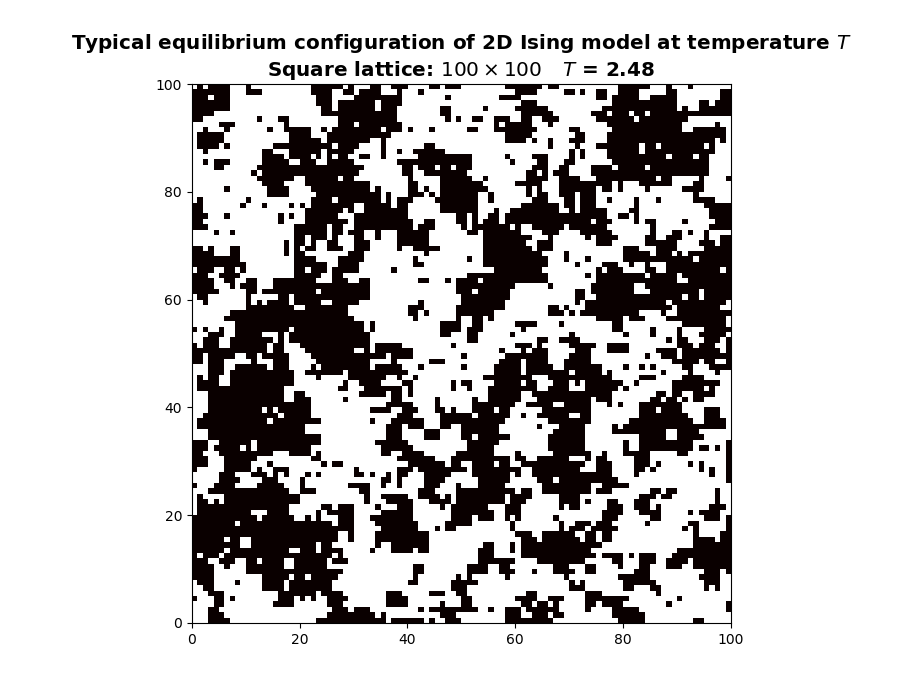 Typical equilibrium configuration of 2D Ising model at temperature T
Square lattice: 100 × 100 T = 2.48
100
80
60
40
20
0
0 20 40 60 80 100